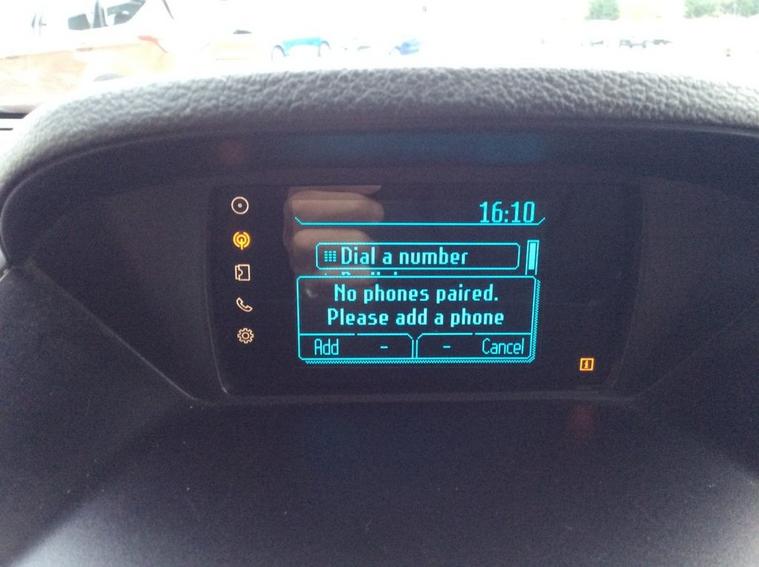 16:10
Dial a number
No phones paired.
Please add a phone
Add - - Cancel